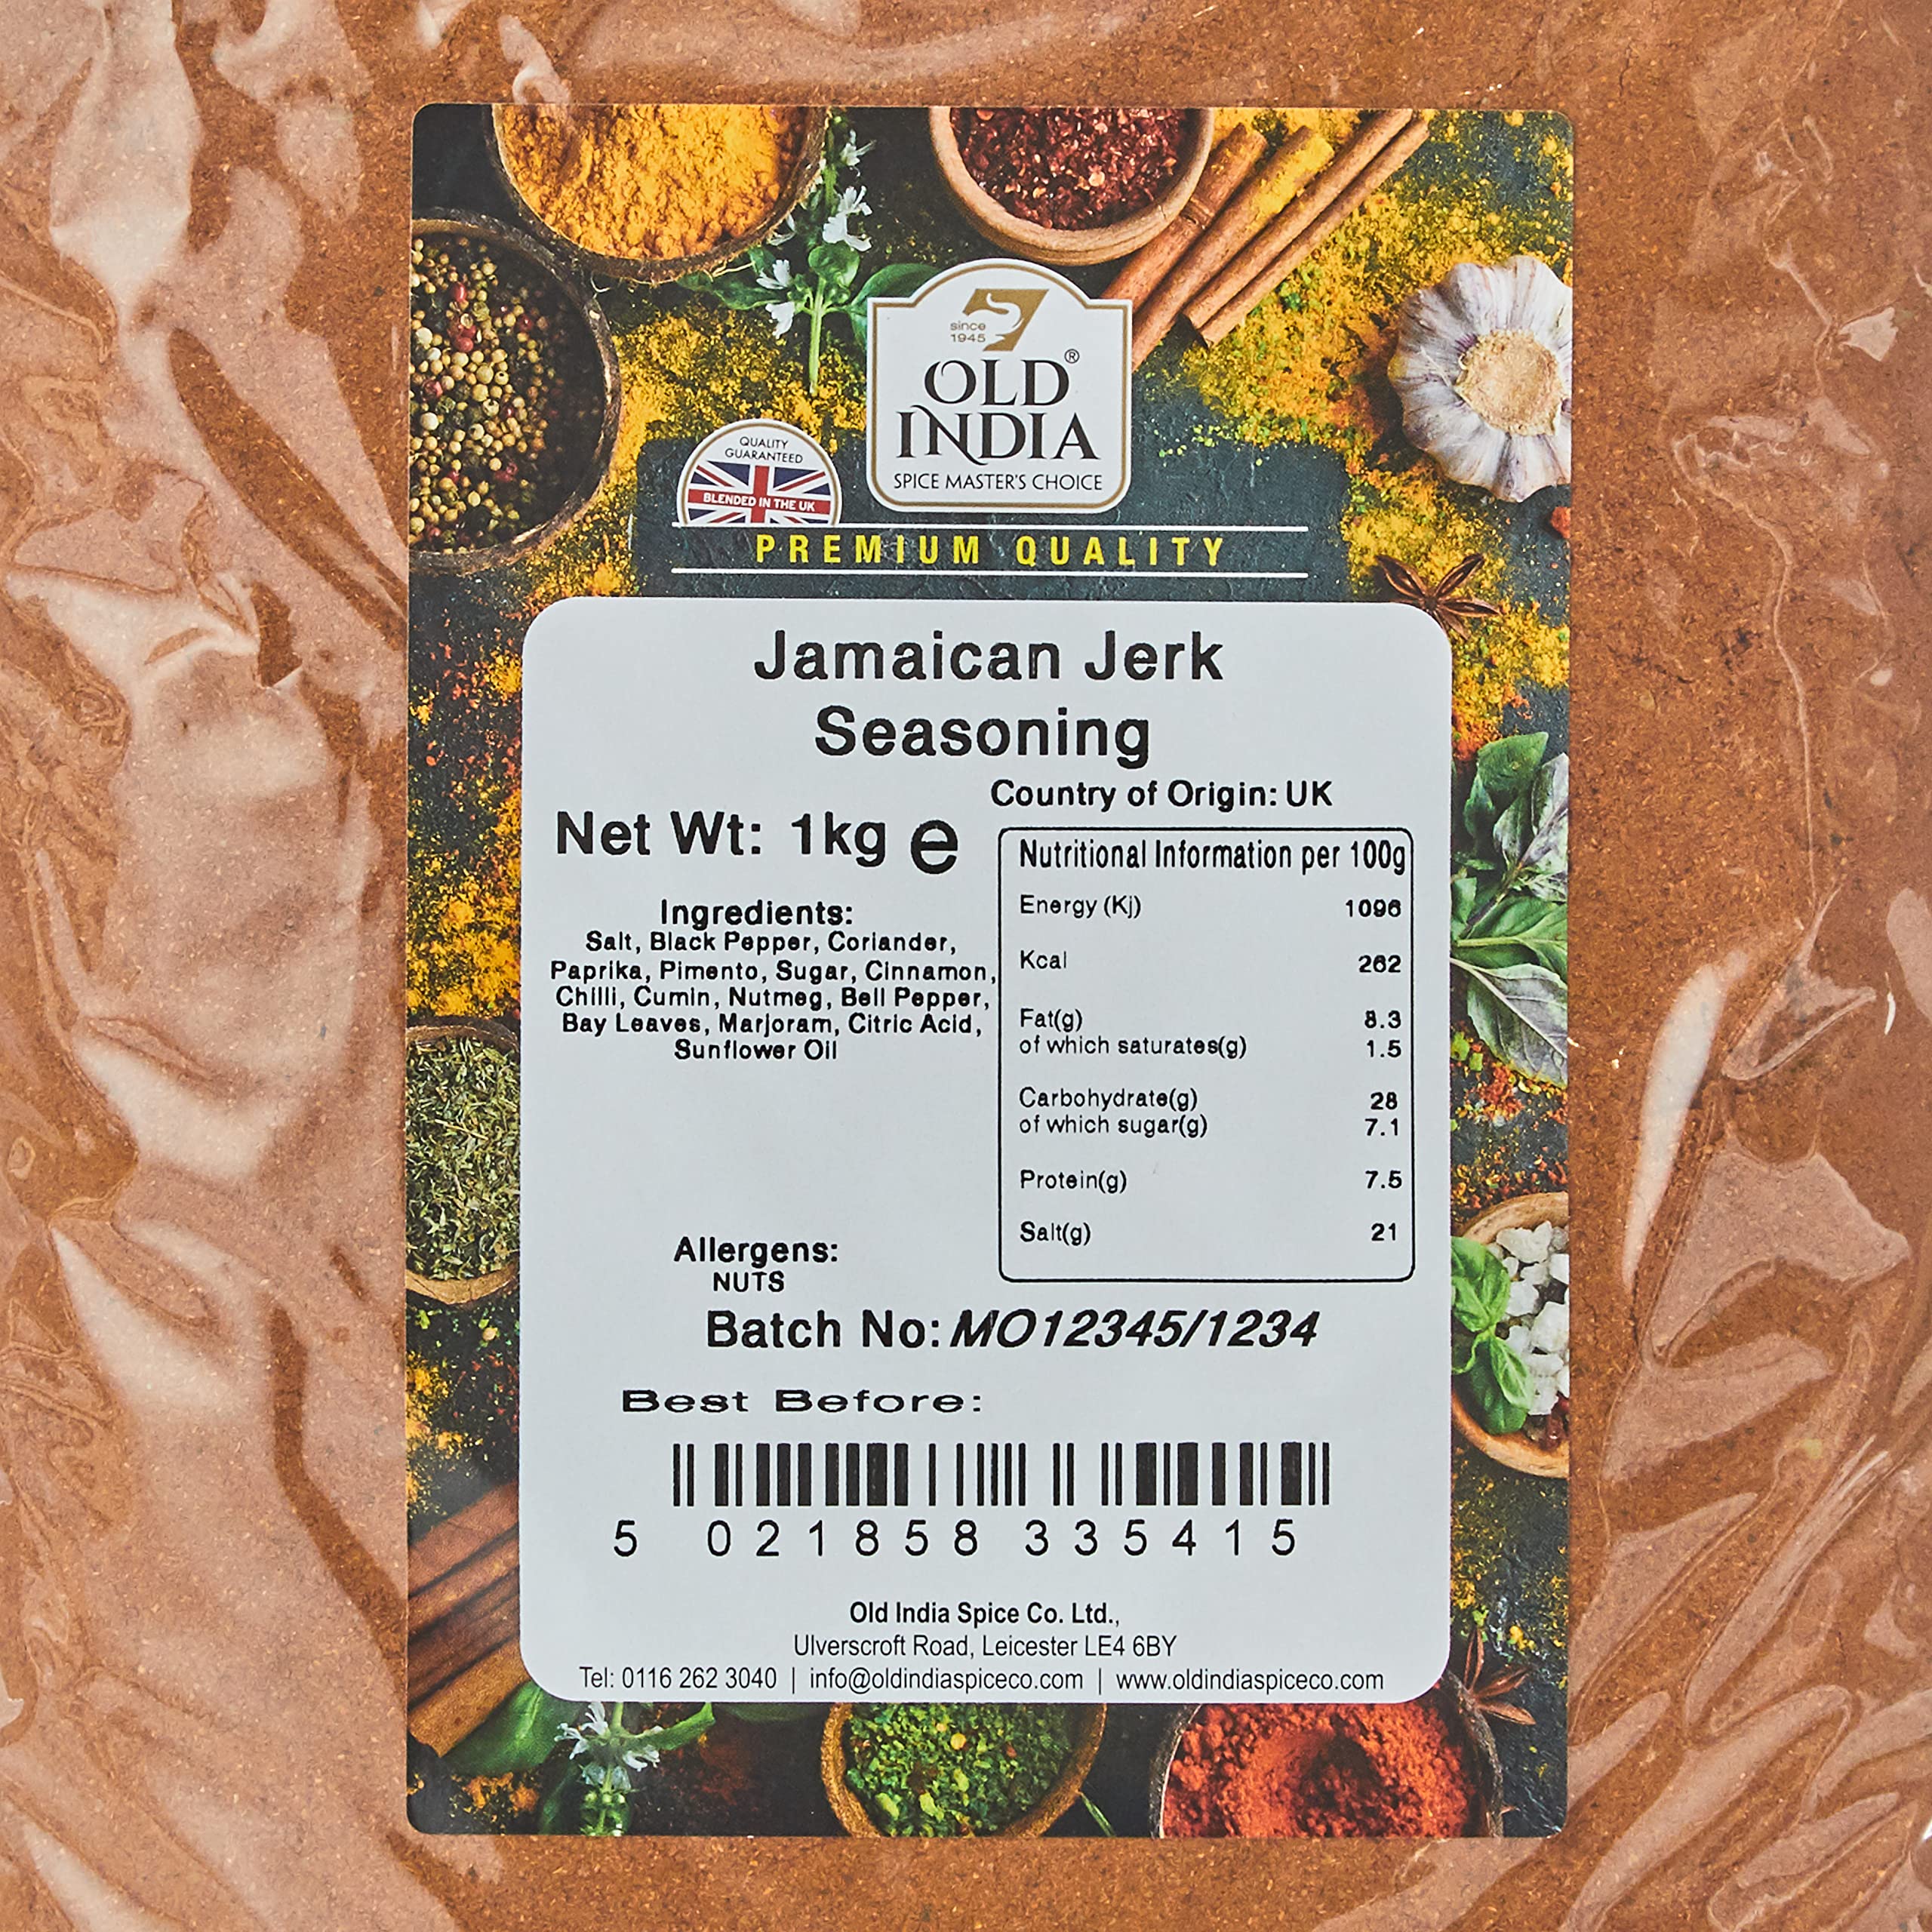 since
1945
OLD®
INDIA
SPICE MASTER'S CHOICE
QUALITY
GUARANTEED
BLENDED IN THE UK
PREMIUM QUALITY
Jamaican Jerk
Seasoning
Country of Origin: UK
Net Wt: 1kg e
Ingredients:
Salt, Black Pepper, Coriander,
Paprika, Pimento, Sugar, Cinnamon,
Chilli, Cumin, Nutmeg, Bell Pepper,
Bay Leaves, Marjoram, Citric Acid,
Sunflower Oil
Nutritional Information per 100g
Energy (Kj) 1096
Kcal 262
Fat(g) 8.3
of which saturates(g) 1.5
Carbohydrate(g) 28
of which sugar(g) 7.1
Protein(g) 7.5
Salt(g) 21
Allergens:
NUTS
Batch No: MO12345/1234
Best Before:
5 021858 335415
Old India Spice Co. Ltd.,
Ulverscroft Road, Leicester LE4 6BY
Tel: 0116 262 3040 | info@oldindiaspiceco.com | www.oldindiaspiceco.com